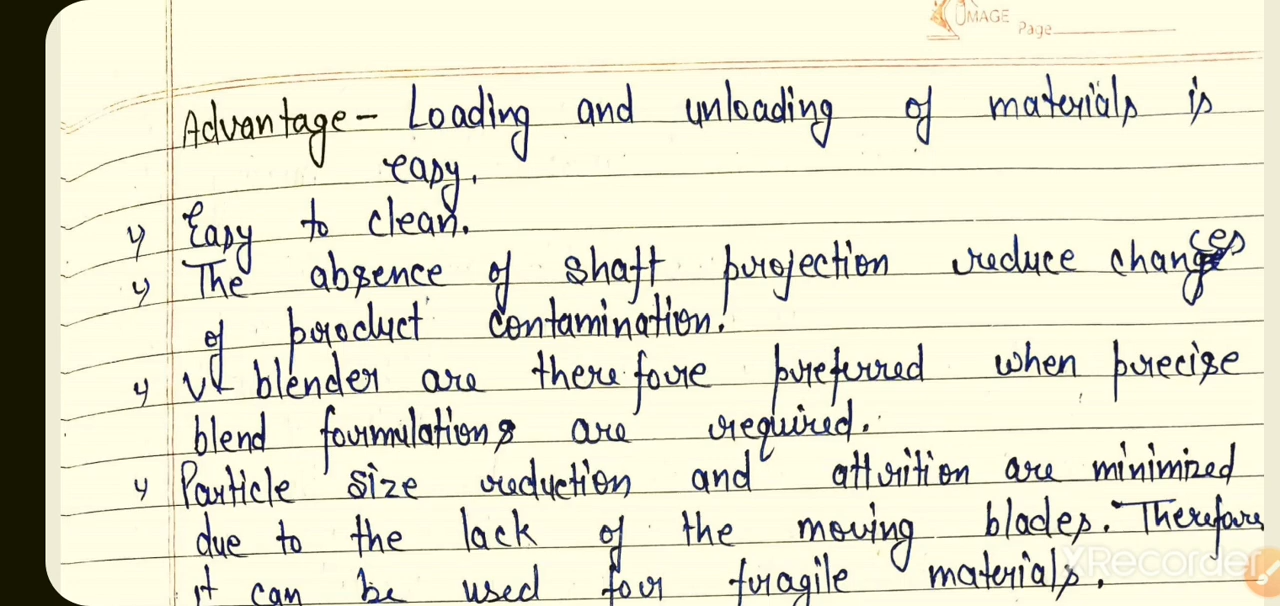 IMAGE
Page
Advantage - Loading and unloading of materials is
easy.
Easy to clean.
The absence of shaft projection reduce changes
of product contamination.
blender are therefore preferred when precise
blend formulations are required.
Particle size reduction and attrition are minimized
due to the lack of the moving blades. Therefore
it can be used for fragile materials.
XRecorder